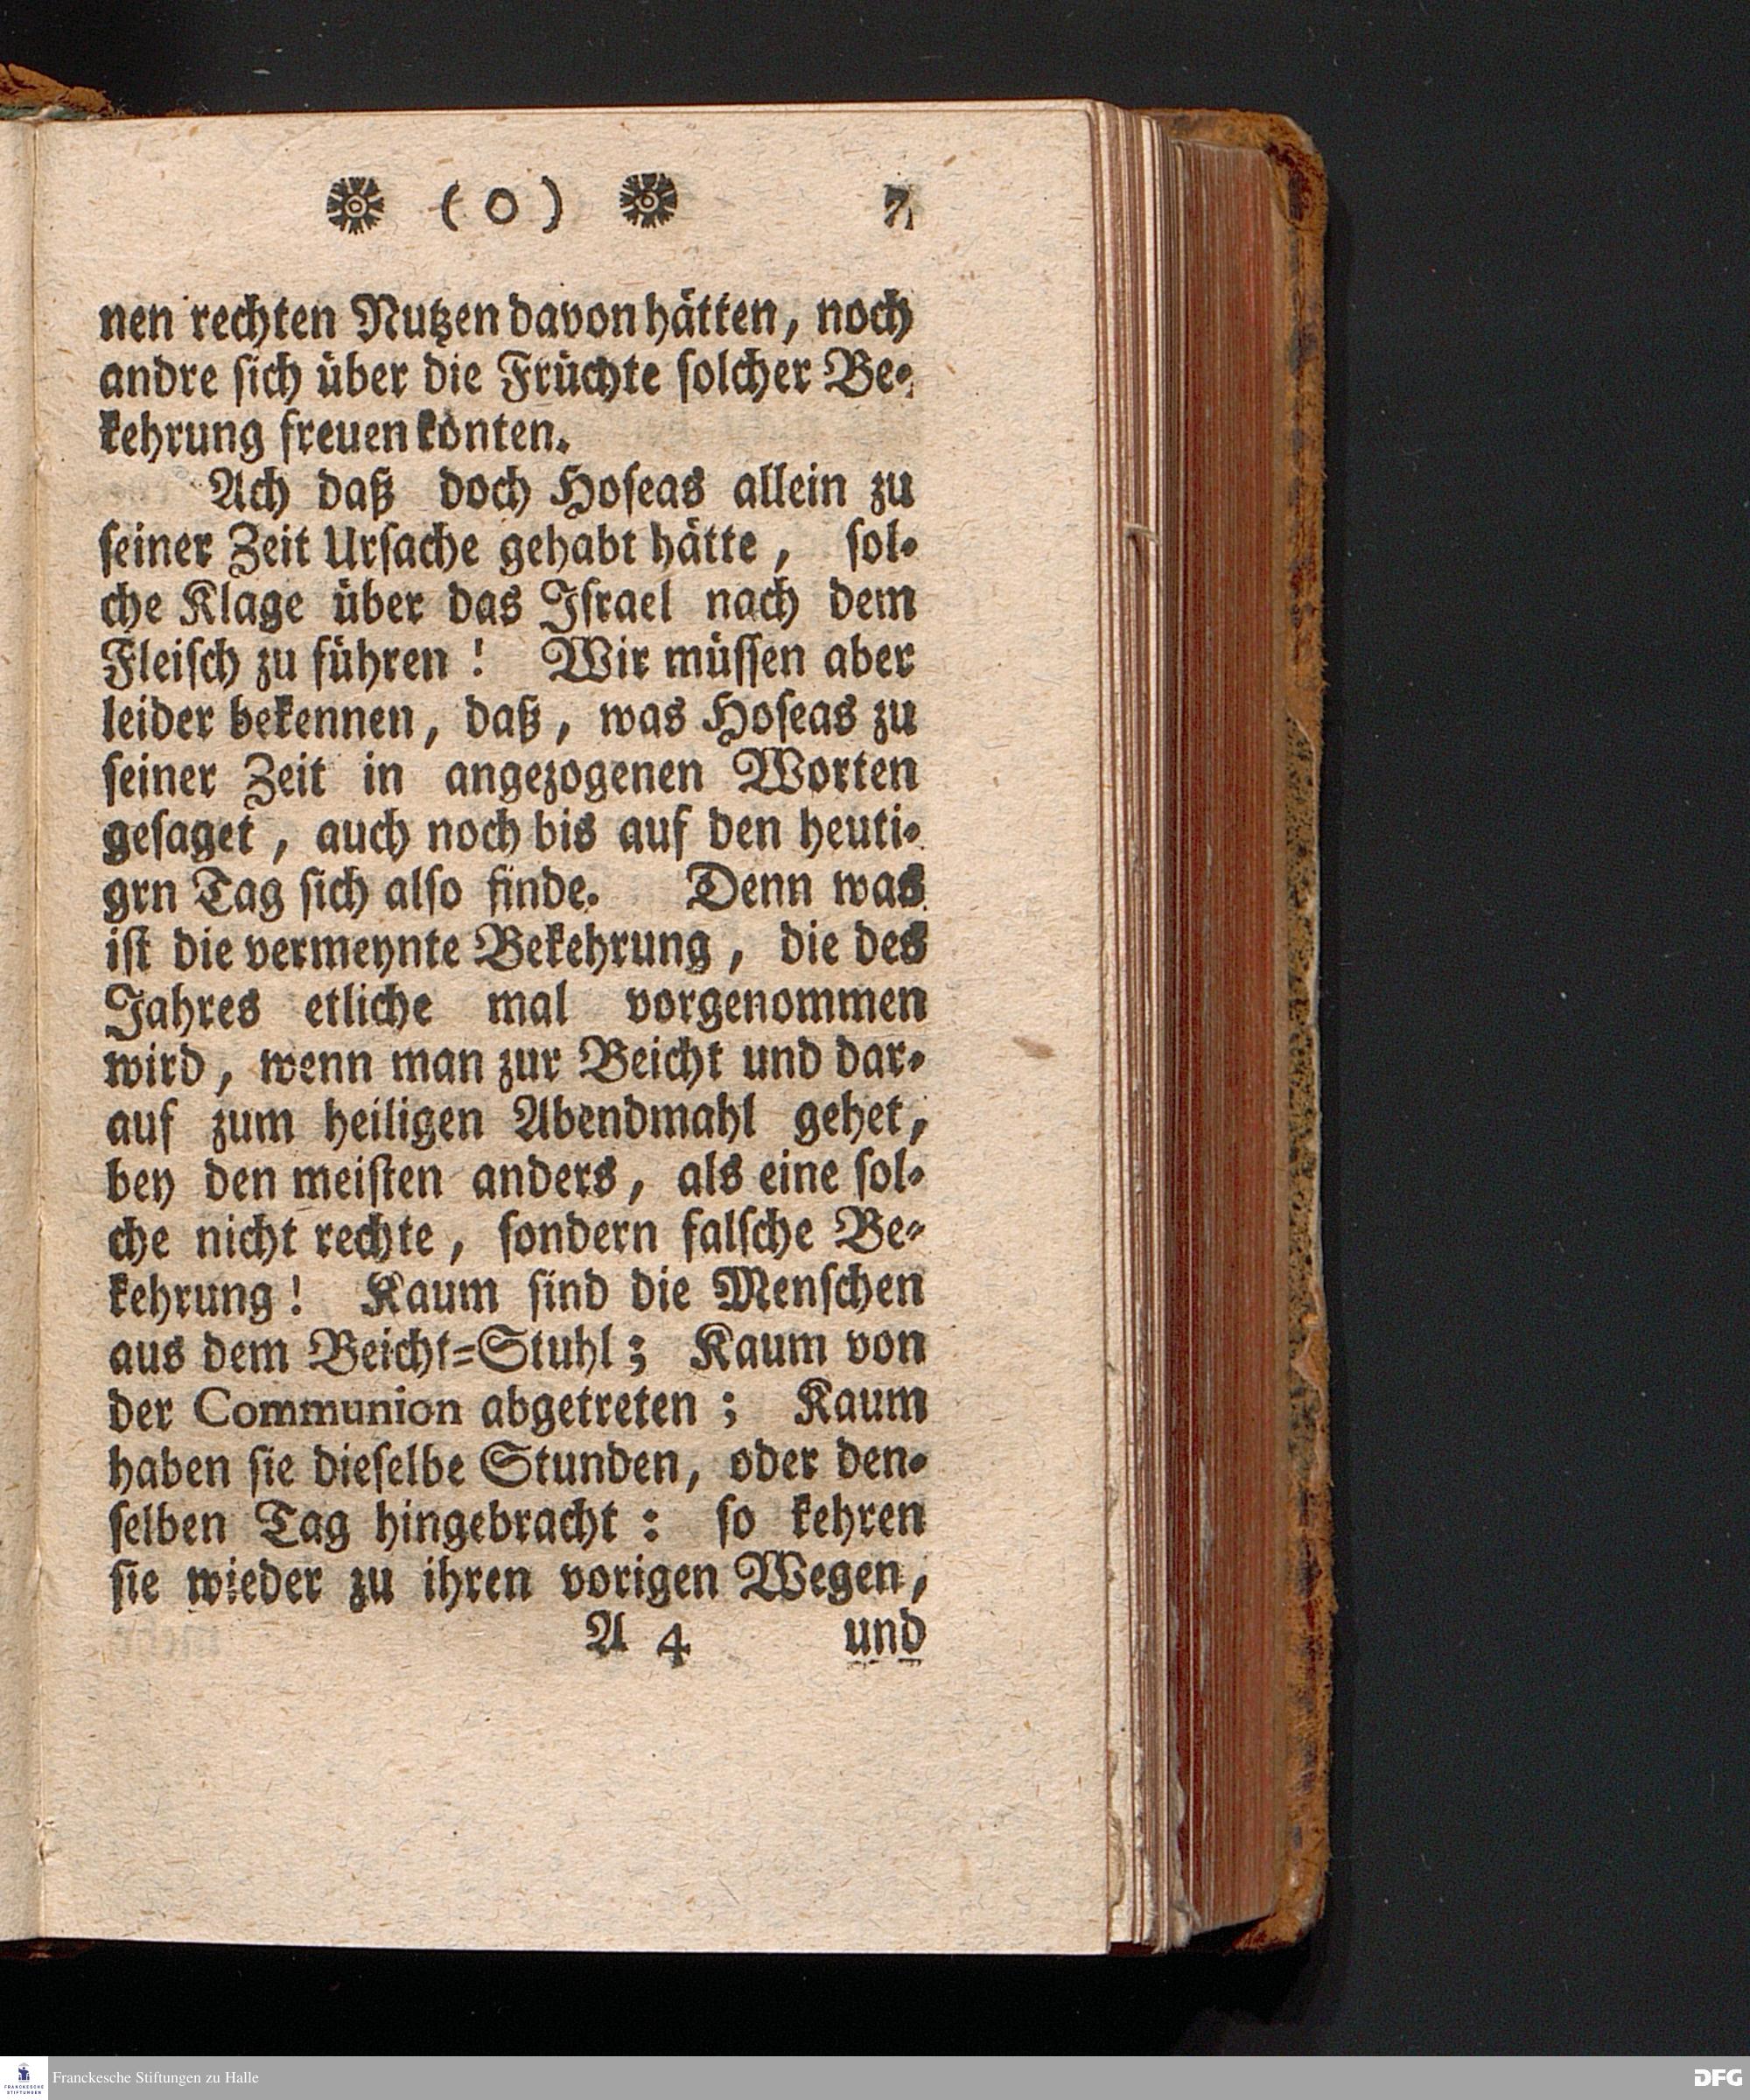 ( O ) 7
nen rechten Nutzen davon hätten, noch
andre sich über die Früchte solcher Be-
kehrung freuen könten.
Ach daß doch Hoseas allein zu
seiner Zeit Ursache gehabt hätte, sol-
che Klage über das Israel nach dem
Fleisch zu führen! Wir müssen aber
leider bekennen, daß, was Hoseas zu
seiner Zeit in angezogenen Worten
gesaget, auch noch bis auf den heuti-
grn Tag sich also finde. Denn was
ist die vermeynte Bekehrung, die des
Jahres etliche mal vorgenommen
wird, wenn man zur Beicht und dar-
auf zum heiligen Abendmahl gehet,
bey den meisten anders, als eine sol-
che nicht rechte, sondern falsche Be-
kehrung! Kaum sind die Menschen
aus dem Beicht-Stuhl; Kaum von
der Communion abgetreten; Kaum
haben sie dieselbe Stunden, oder den-
selben Tag hingebracht: so kehren
sie wieder zu ihren vorigen Wegen,
A 4 und
FRANCKESCHE STIFTUNGEN
Franckesche Stiftungen zu Halle
DFG